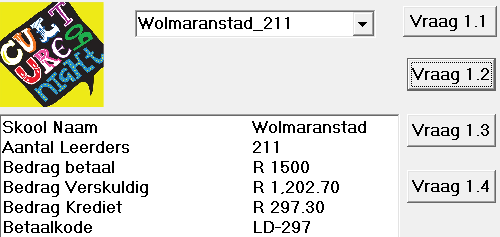 CULT
URE@
night
Wolmaranstad_211
Vraag 1.1
Vraag 1.2
Vraag 1.3
Vraag 1.4
Skool Naam Wolmaranstad
Aantal Leerders 211
Bedrag betaal R 1500
Bedrag Verskuldig R 1,202.70
Bedrag Krediet R 297.30
Betaalkode LD-297